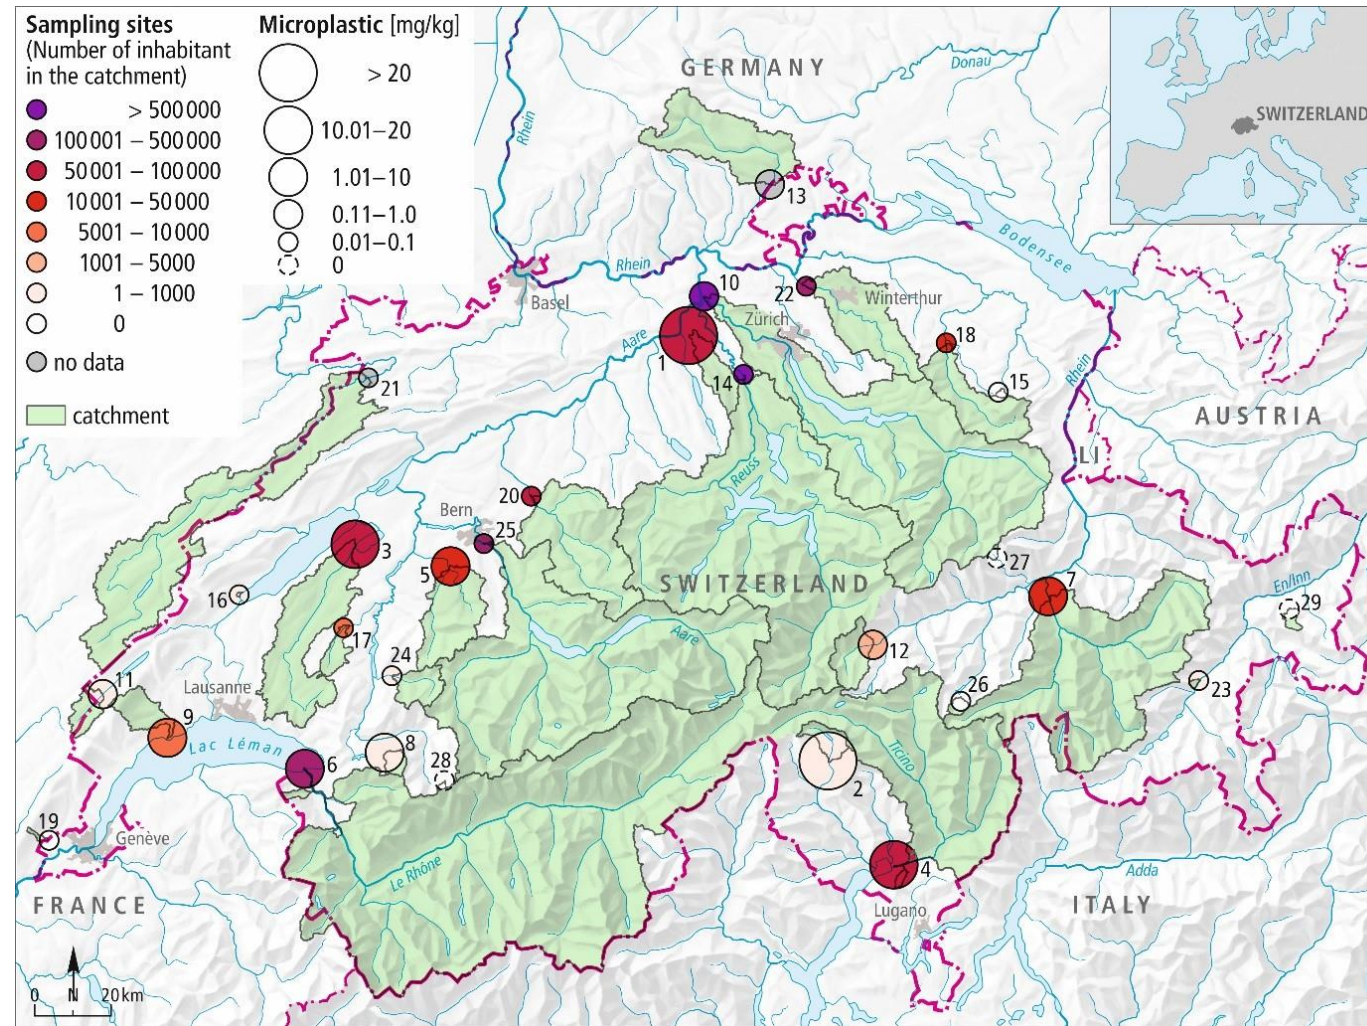 Sampling sites
(Number of inhabitant
in the catchment)
> 500 000
100 001 – 500 000
50 001 – 100 000
10 001 – 50 000
5001 – 10 000
1001 – 5000
1 – 1000
0
no data
catchment
Microplastic [mg/kg]
> 20
10.01–20
1.01–10
0.11–1.0
0.01–0.1
0
GERMANY
Donau
SWITZERLAND
Rhein
13
Bodensee
Rhein
Basel
10
22
Winterthur
Zürich
Aare
1
18
14
15
Rhein
21
AUSTRIA
LI
Reuss
20
Bern
25
3
5
SWITZERLAND
27
7
En/Inn
29
16
17
Aare
12
24
11
Lausanne
26
23
9
Lac Léman
6
8
28
Ticino
2
19
Genève
Le Rhône
4
Adda
FRANCE
Lugano
ITALY
0 N 20 km